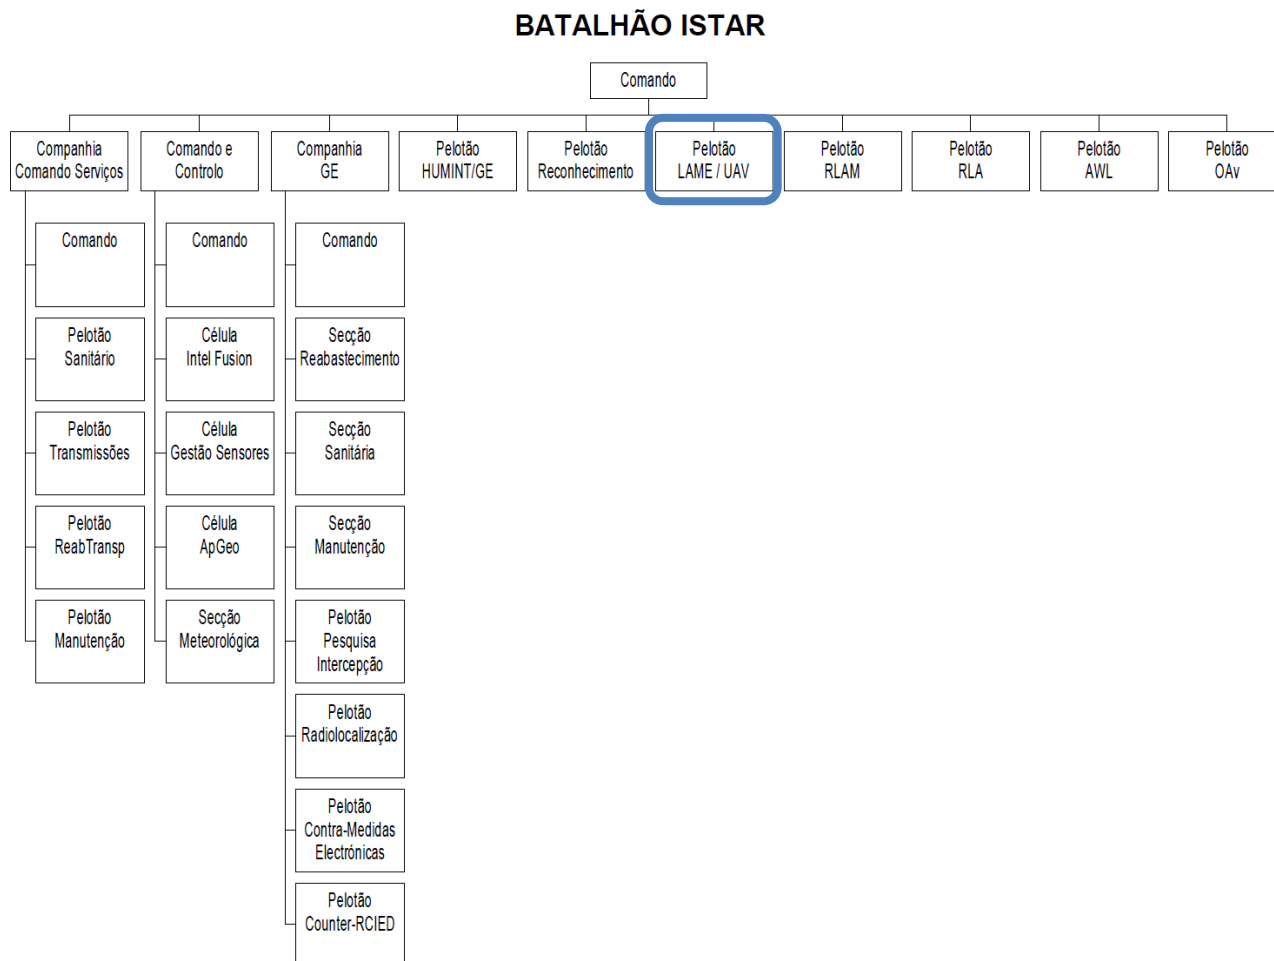 BATALHÃO ISTAR
Comando
Companhia
Comando Serviços
Comando e
Controlo
Companhia
GE
Pelotão
HUMINT/GE
Pelotão
Reconhecimento
Pelotão
LAME / UAV
Pelotão
RLAM
Pelotão
RLA
Pelotão
AWL
Pelotão
OAv
Comando
Pelotão
Sanitário
Pelotão
Transmissões
Pelotão
ReabTransp
Pelotão
Manutenção
Comando
Célula
Intel Fusion
Célula
Gestão Sensores
Célula
ApGeo
Secção
Meteorológica
Comando
Secção
Reabastecimento
Secção
Sanitária
Secção
Manutenção
Pelotão
Pesquisa
Intercepção
Pelotão
Radiolocalização
Pelotão
Contra-Medidas
Electrónicas
Pelotão
Counter-RCIED